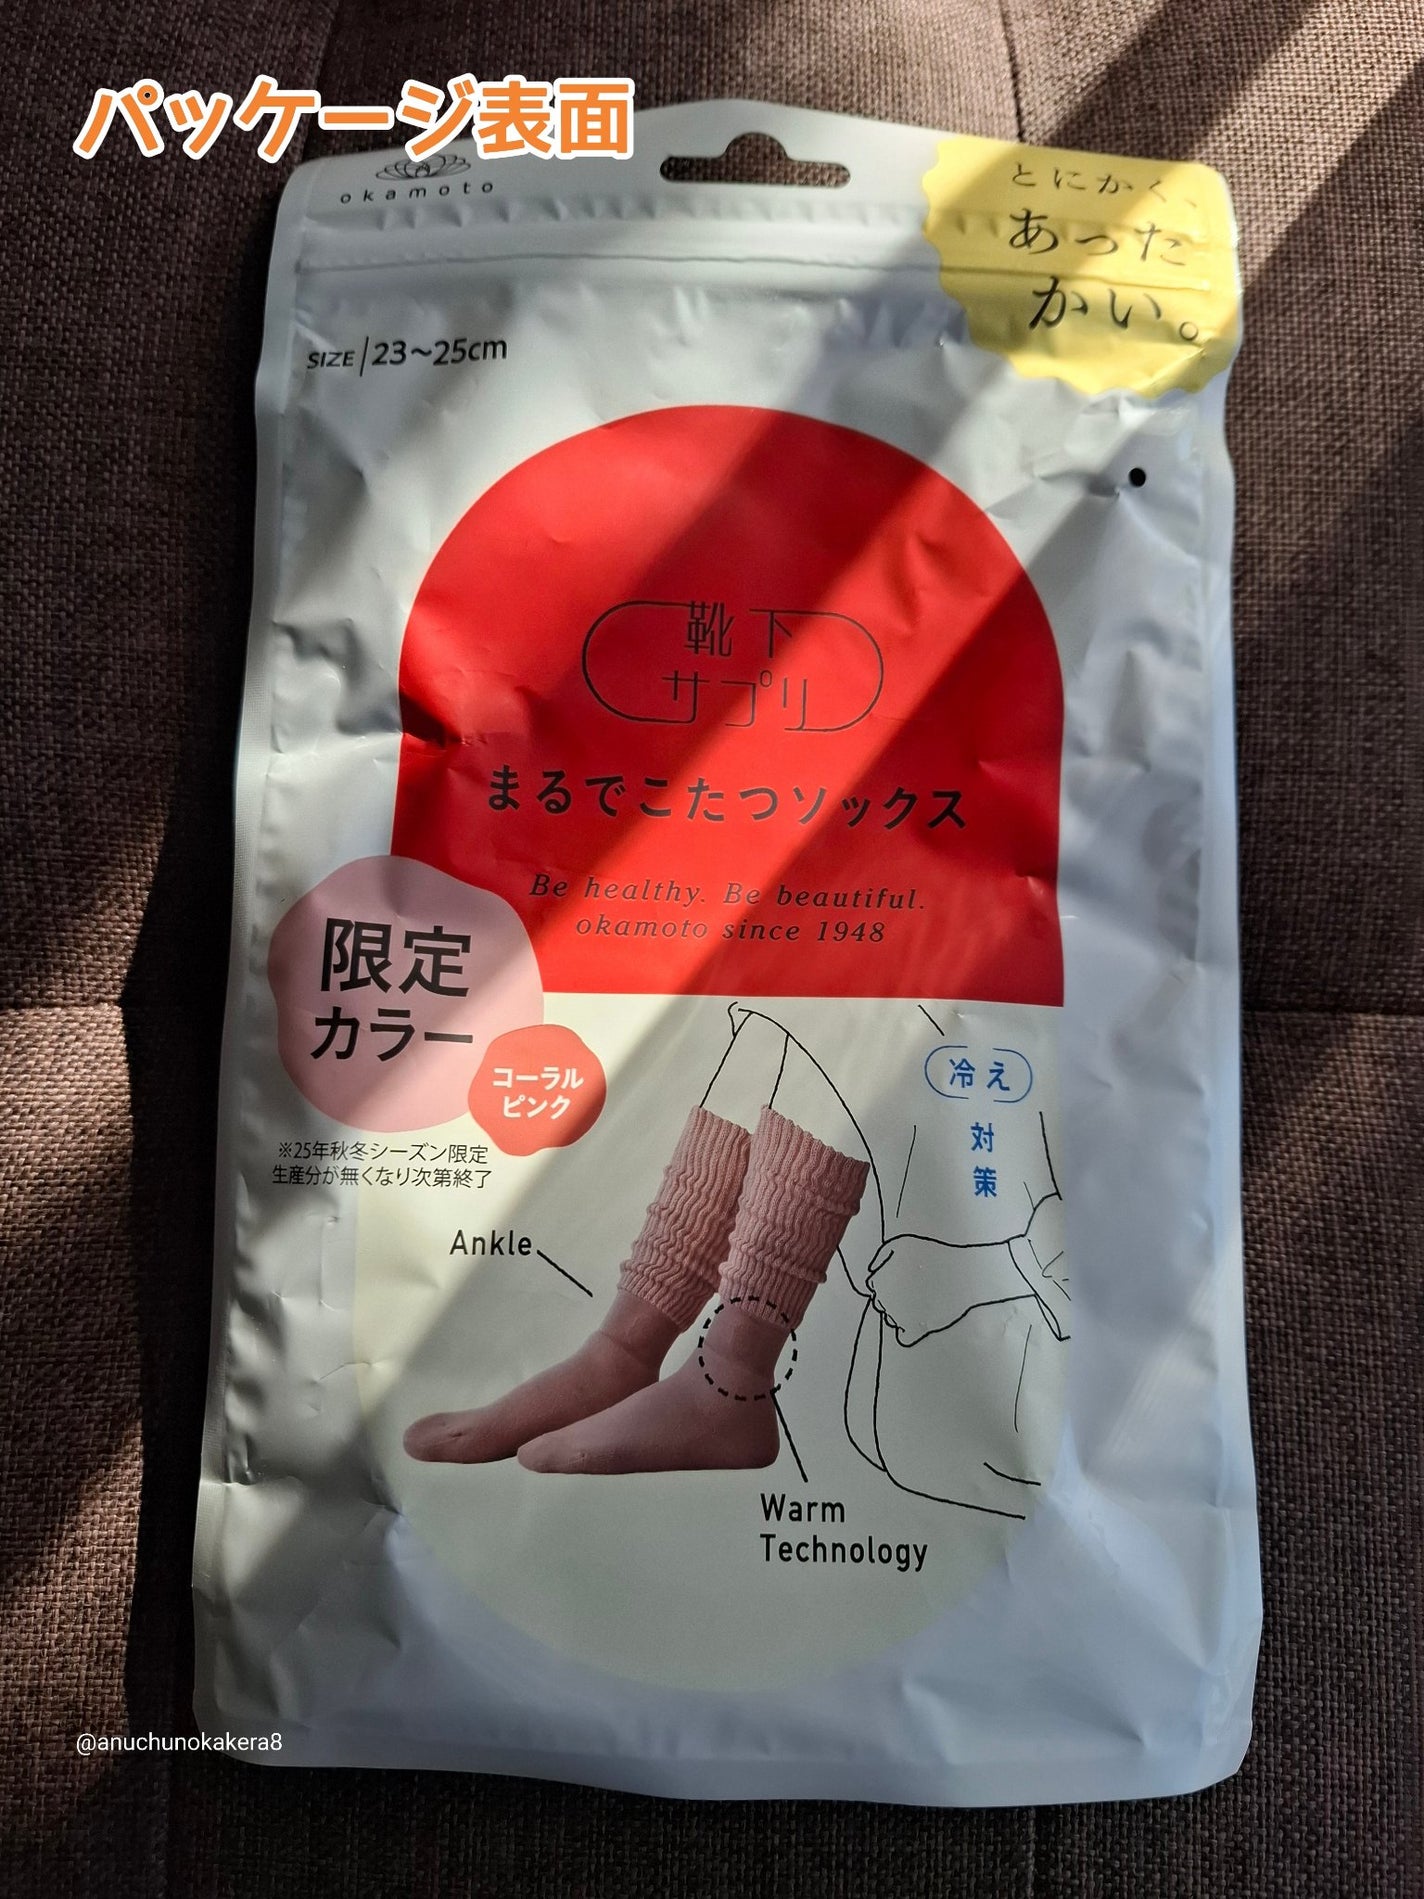 パッケージ表面
okamoto
とにかく、
あった
かい。
SIZE 23～25cm
靴下
サプリ
まるでこたつソックス
Be healthy. Be beautiful.
okamoto since 1948
限定
カラー
コーラル
ピンク
※25年秋冬シーズン限定
生産分が無くなり次第終了
冷え
対
策
Ankle
Warm
Technology
@anuchunokakera8